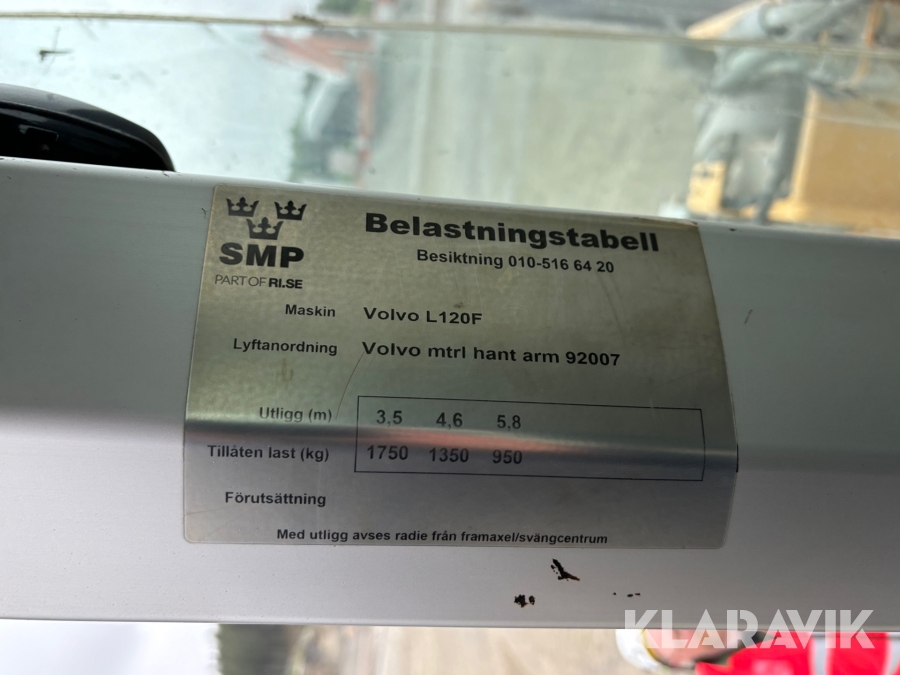 SMP
PART OF RI.SE
Belastningstabell
Besiktning 010-516 64 20
Maskin Volvo L120F
Lyftanordning Volvo mtrl hant arm 92007
Utligg (m) 3,5 4,6 5,8
Tillåten last (kg) 1750 1350 950
Förutsättning
Med utligg avses radie från framaxel/svängcentrum
KLARAVIK